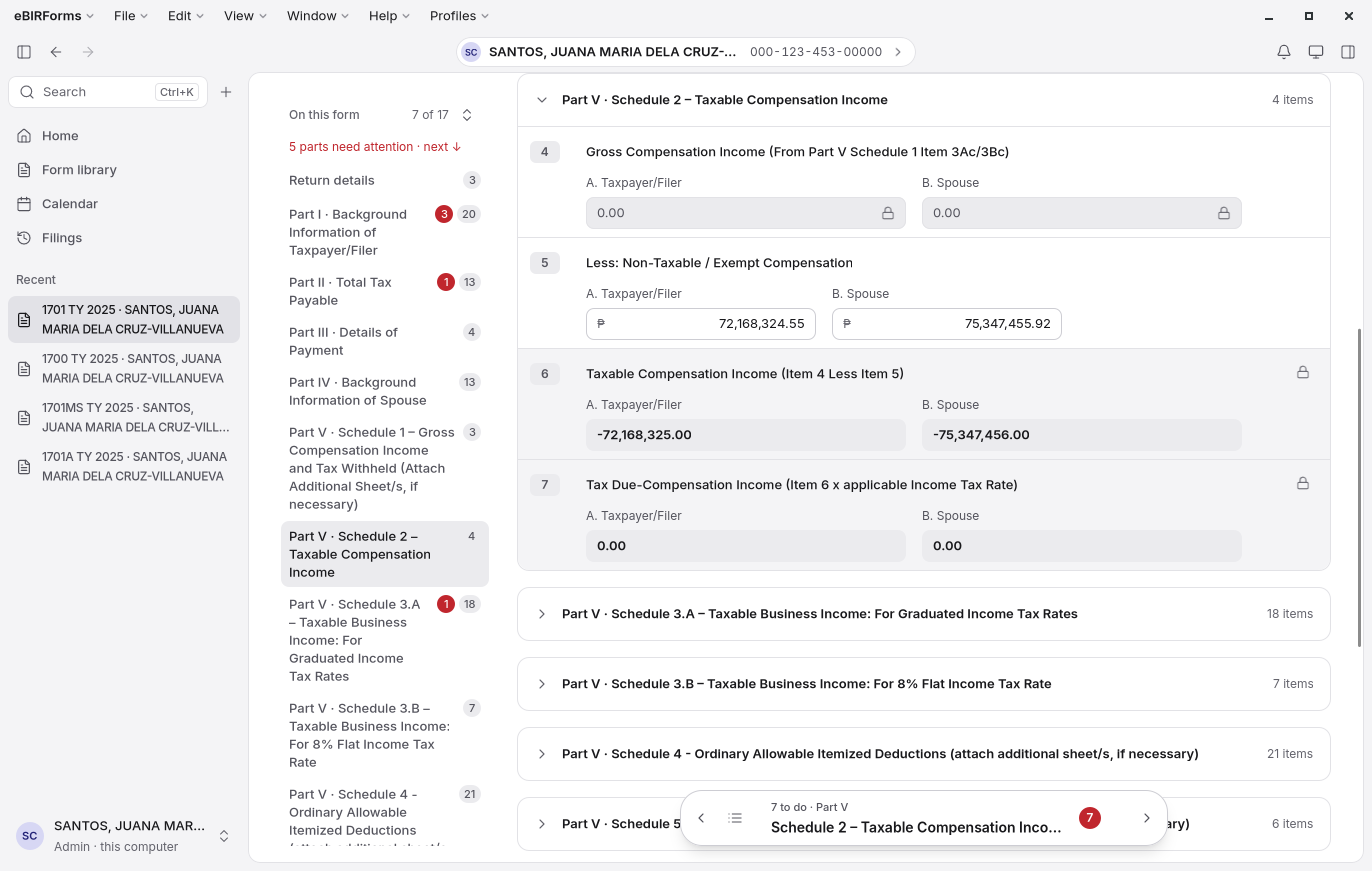 eBIRForms File Edit View Window Help Profiles
SC SANTOS, JUANA MARIA DELA CRUZ-... 000-123-453-00000
Search Ctrl+K
Home
Form library
Calendar
Filings
Recent
1701 TY 2025 · SANTOS, JUANA
MARIA DELA CRUZ-VILLANUEVA
1700 TY 2025 · SANTOS, JUANA
MARIA DELA CRUZ-VILLANUEVA
1701MS TY 2025 · SANTOS,
JUANA MARIA DELA CRUZ-VILL...
1701A TY 2025 · SANTOS, JUANA
MARIA DELA CRUZ-VILLANUEVA
SC SANTOS, JUANA MAR...
Admin · this computer
On this form 7 of 17
5 parts need attention · next ↓
Return details 3
Part I · Background 3 20
Information of
Taxpayer/Filer
Part II · Total Tax 1 13
Payable
Part III · Details of 4
Payment
Part IV · Background 13
Information of Spouse
Part V · Schedule 1 – Gross 3
Compensation Income
and Tax Withheld (Attach
Additional Sheet/s, if
necessary)
Part V · Schedule 2 – 4
Taxable Compensation
Income
Part V · Schedule 3.A 1 18
– Taxable Business
Income: For
Graduated Income
Tax Rates
Part V · Schedule 3.B – 7
Taxable Business Income:
For 8% Flat Income Tax
Rate
Part V · Schedule 4 - 21
Ordinary Allowable
Itemized Deductions
(attach additional sheet/s,
Part V · Schedule 2 – Taxable Compensation Income 4 items
4 Gross Compensation Income (From Part V Schedule 1 Item 3Ac/3Bc)
A. Taxpayer/Filer B. Spouse
0.00 0.00
5 Less: Non-Taxable / Exempt Compensation
A. Taxpayer/Filer B. Spouse
₱ 72,168,324.55 ₱ 75,347,455.92
6 Taxable Compensation Income (Item 4 Less Item 5)
A. Taxpayer/Filer B. Spouse
-72,168,325.00 -75,347,456.00
7 Tax Due-Compensation Income (Item 6 x applicable Income Tax Rate)
A. Taxpayer/Filer B. Spouse
0.00 0.00
Part V · Schedule 3.A – Taxable Business Income: For Graduated Income Tax Rates 18 items
Part V · Schedule 3.B – Taxable Business Income: For 8% Flat Income Tax Rate 7 items
Part V · Schedule 4 - Ordinary Allowable Itemized Deductions (attach additional sheet/s, if necessary) 21 items
Part V · Schedule 5 ary) 6 items
7 to do · Part V
Schedule 2 – Taxable Compensation Inco... 7